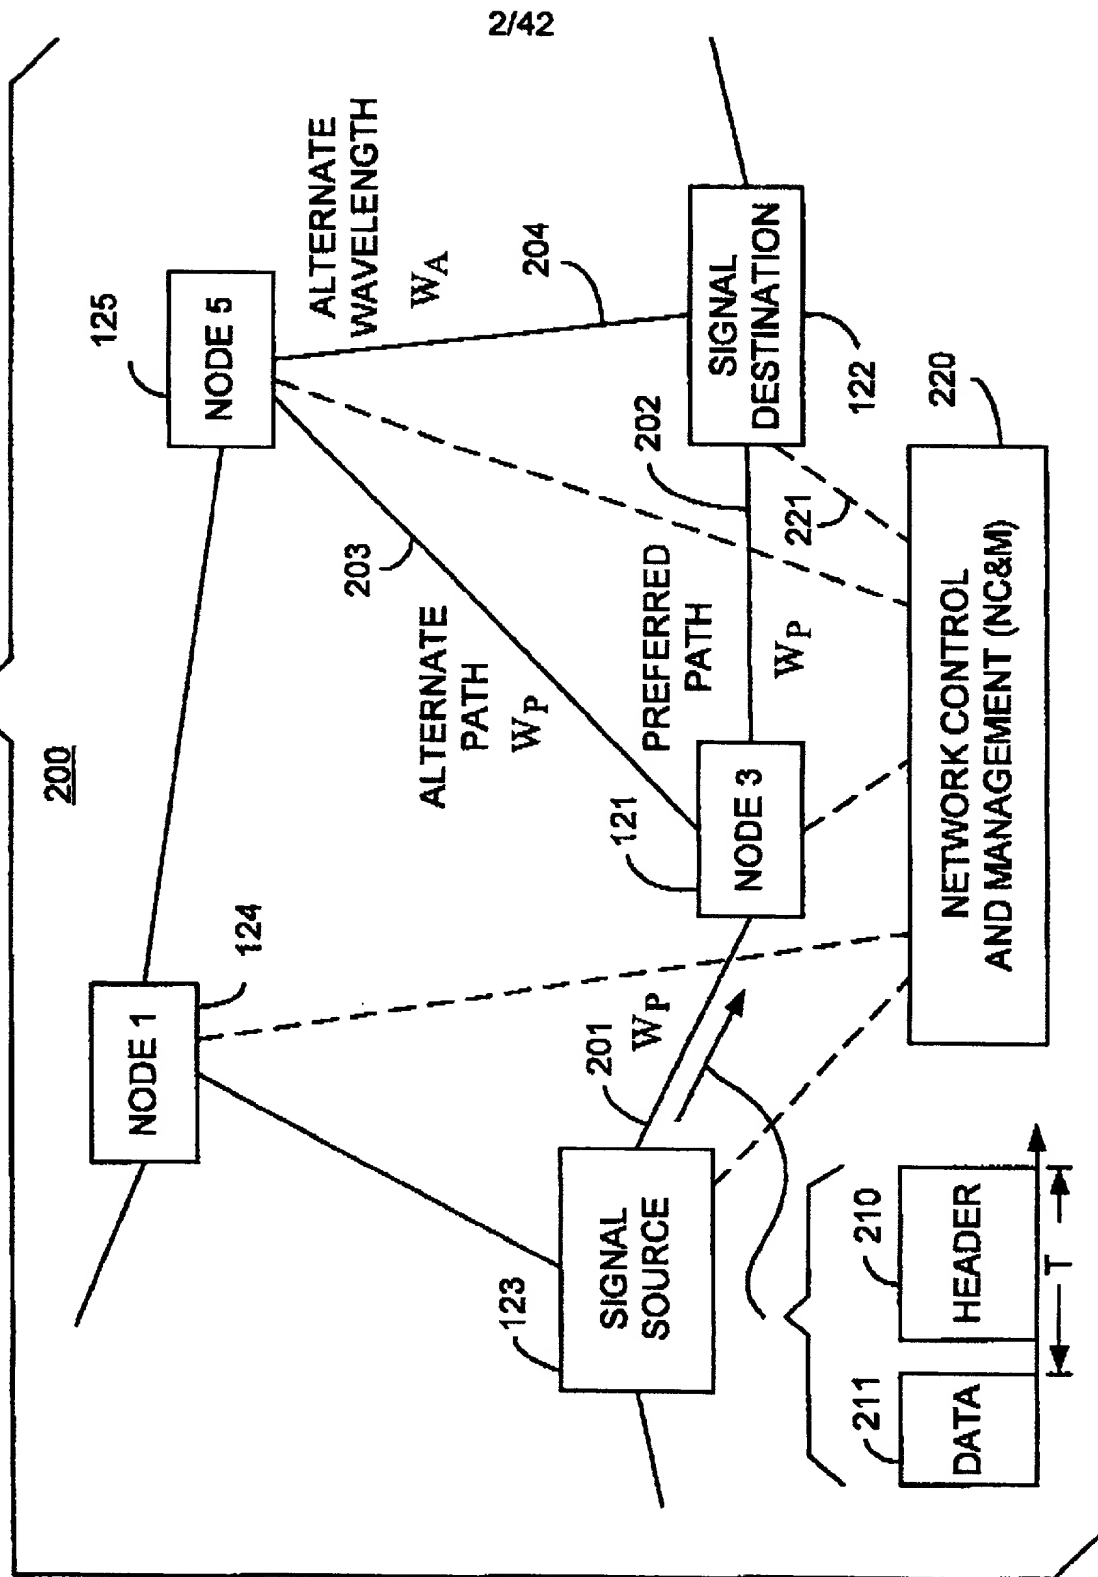 2/42
200
NODE 1
124
NODE 5
125
ALTERNATE
WAVELENGTH
WA
204
203
ALTERNATE
PATH
WP
PREFERRED
PATH
WP
202
SIGNAL
DESTINATION
122
221
220
121
NODE 3
201
WP
123
SIGNAL
SOURCE
NETWORK CONTROL
AND MANAGEMENT (NC&M)
211
DATA
210
HEADER
T